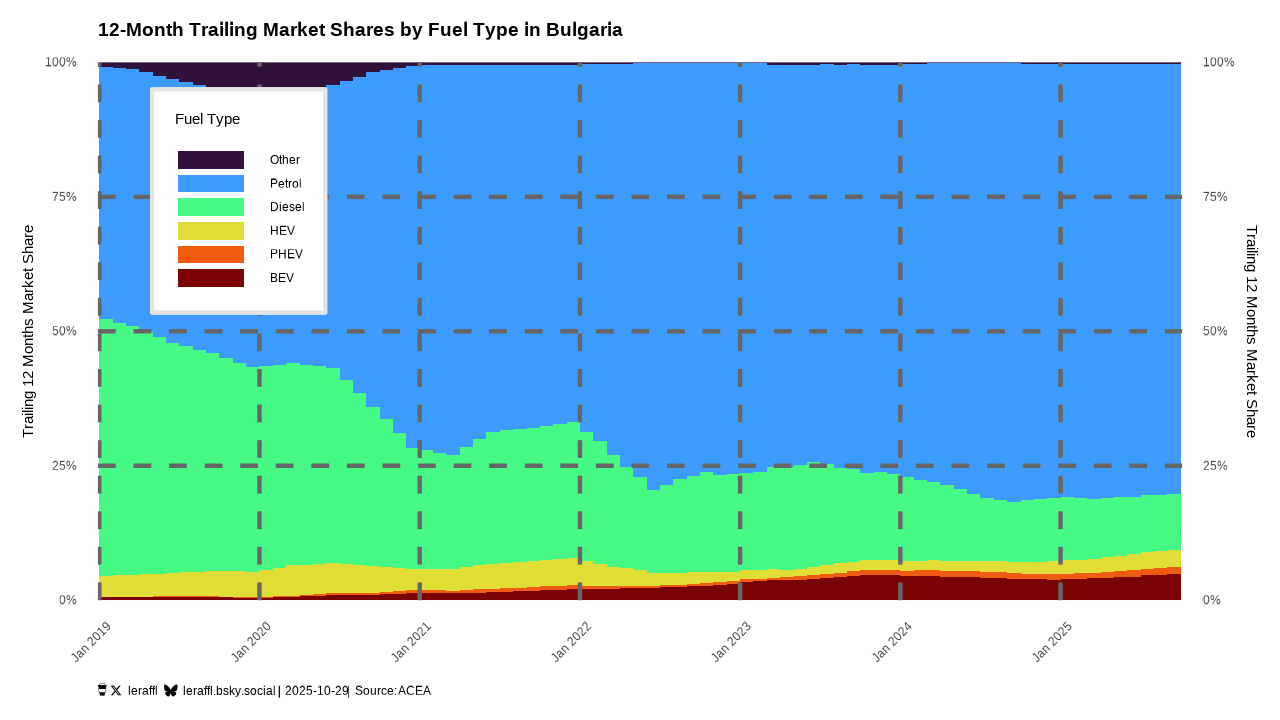 12-Month Trailing Market Shares by Fuel Type in Bulgaria
100%
75%
50%
25%
0%
Trailing 12 Months Market Share
Fuel Type
Other
Petrol
Diesel
HEV
PHEV
BEV
100%
75%
50%
25%
0%
Trailing 12 Months Market Share
Jan 2019
Jan 2020
Jan 2021
Jan 2022
Jan 2023
Jan 2024
Jan 2025
leraffl leraffl.bsky.social | 2025-10-29| Source:ACEA